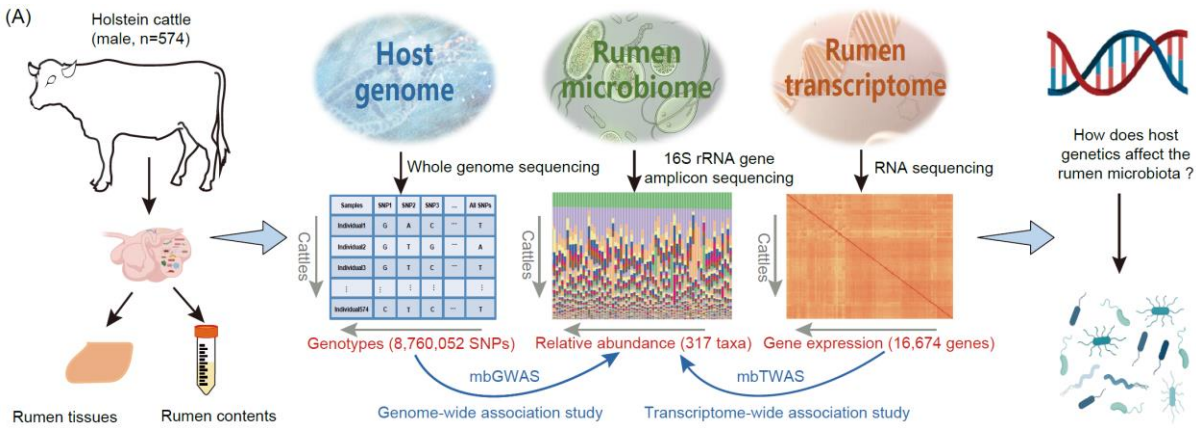 (A)
Holstein cattle
(male, n=574)
Rumen tissues
Rumen contents
Host
genome
Whole genome sequencing
Cattles
Samples SNP1 SNP2 SNP3 ... All SNPs
Individual1 G A C ... T
Individual2 G T G ... A
Individual3 G T C ... T
⋮ ⋮ ⋮ ⋮ ⋮
Individual574 C T C ... T
Genotypes (8,760,052 SNPs)
Rumen
microbiome
16S rRNA gene
amplicon sequencing
Cattles
Relative abundance (317 taxa)
Rumen
transcriptome
RNA sequencing
Cattles
Gene expression (16,674 genes)
mbGWAS
Genome-wide association study
mbTWAS
Transcriptome-wide association study
How does host
genetics affect the
rumen microbiota ?